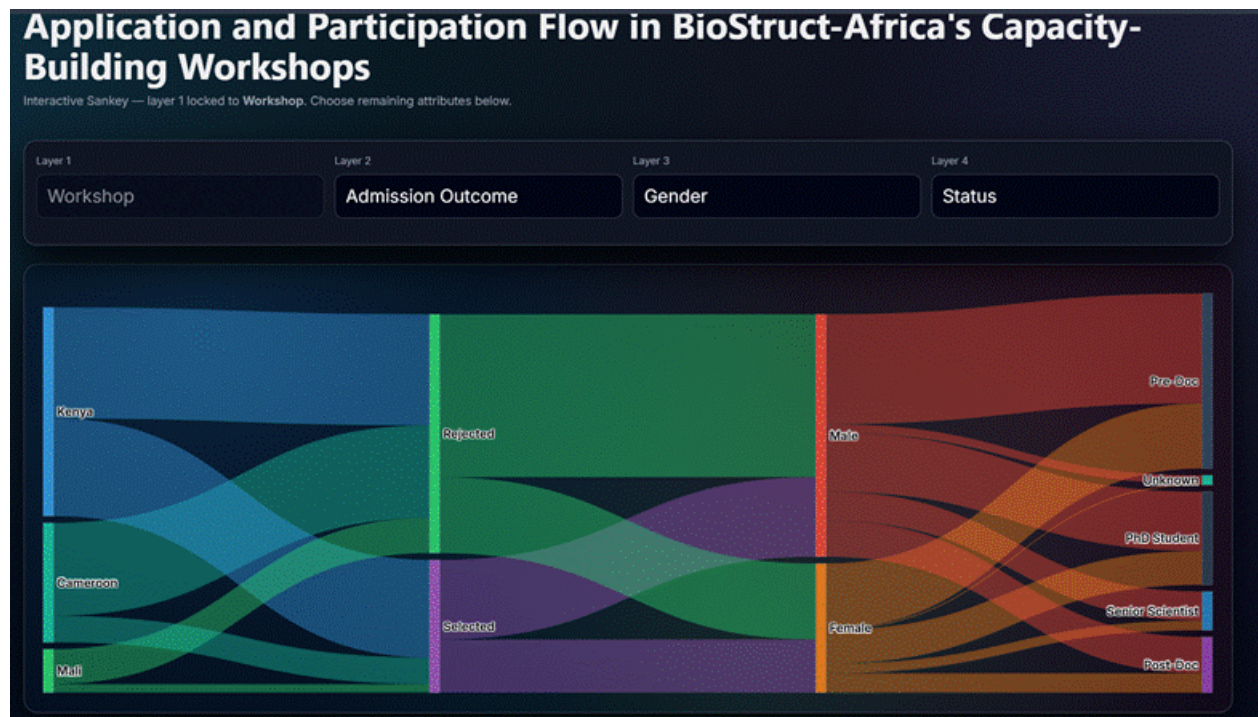 Application and Participation Flow in BioStruct-Africa's Capacity-
Building Workshops
Interactive Sankey — layer 1 locked to Workshop. Choose remaining attributes below.
Layer 1
Layer 2
Layer 3
Layer 4
Workshop
Admission Outcome
Gender
Status
Kenya
Cameroon
Mali
Rejected
Selected
Male
Female
Pre-Doc
Unknown
PhD Student
Senior Scientist
Post-Doc